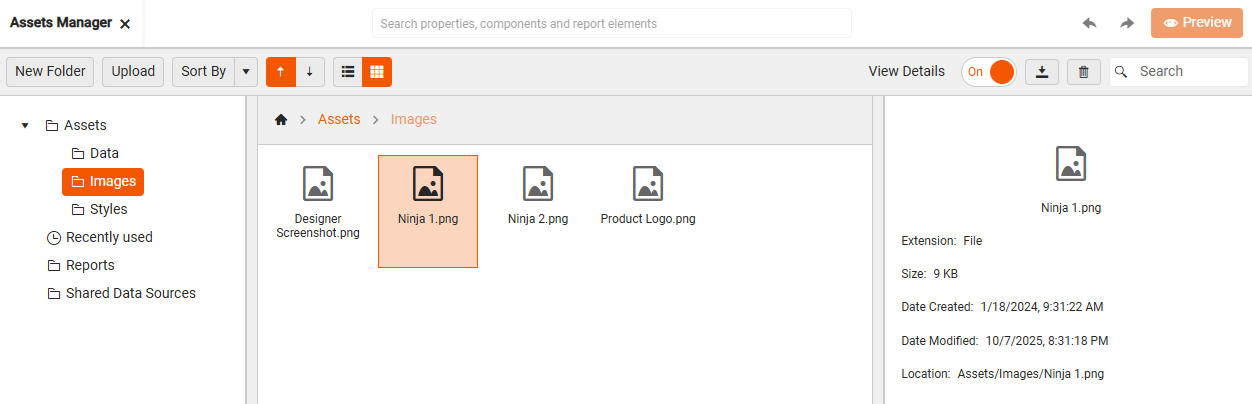 Assets Manager
Search properties, components and report elements
Preview
New Folder
Upload
Sort By
View Details
On
Search
Assets
Data
Images
Styles
Recently used
Reports
Shared Data Sources
Assets
Images
Designer
Screenshot.png
Ninja 1.png
Ninja 2.png
Product Logo.png
Ninja 1.png
Extension: File
Size: 9 KB
Date Created: 1/18/2024, 9:31:22 AM
Date Modified: 10/7/2025, 8:31:18 PM
Location: Assets/Images/Ninja 1.png